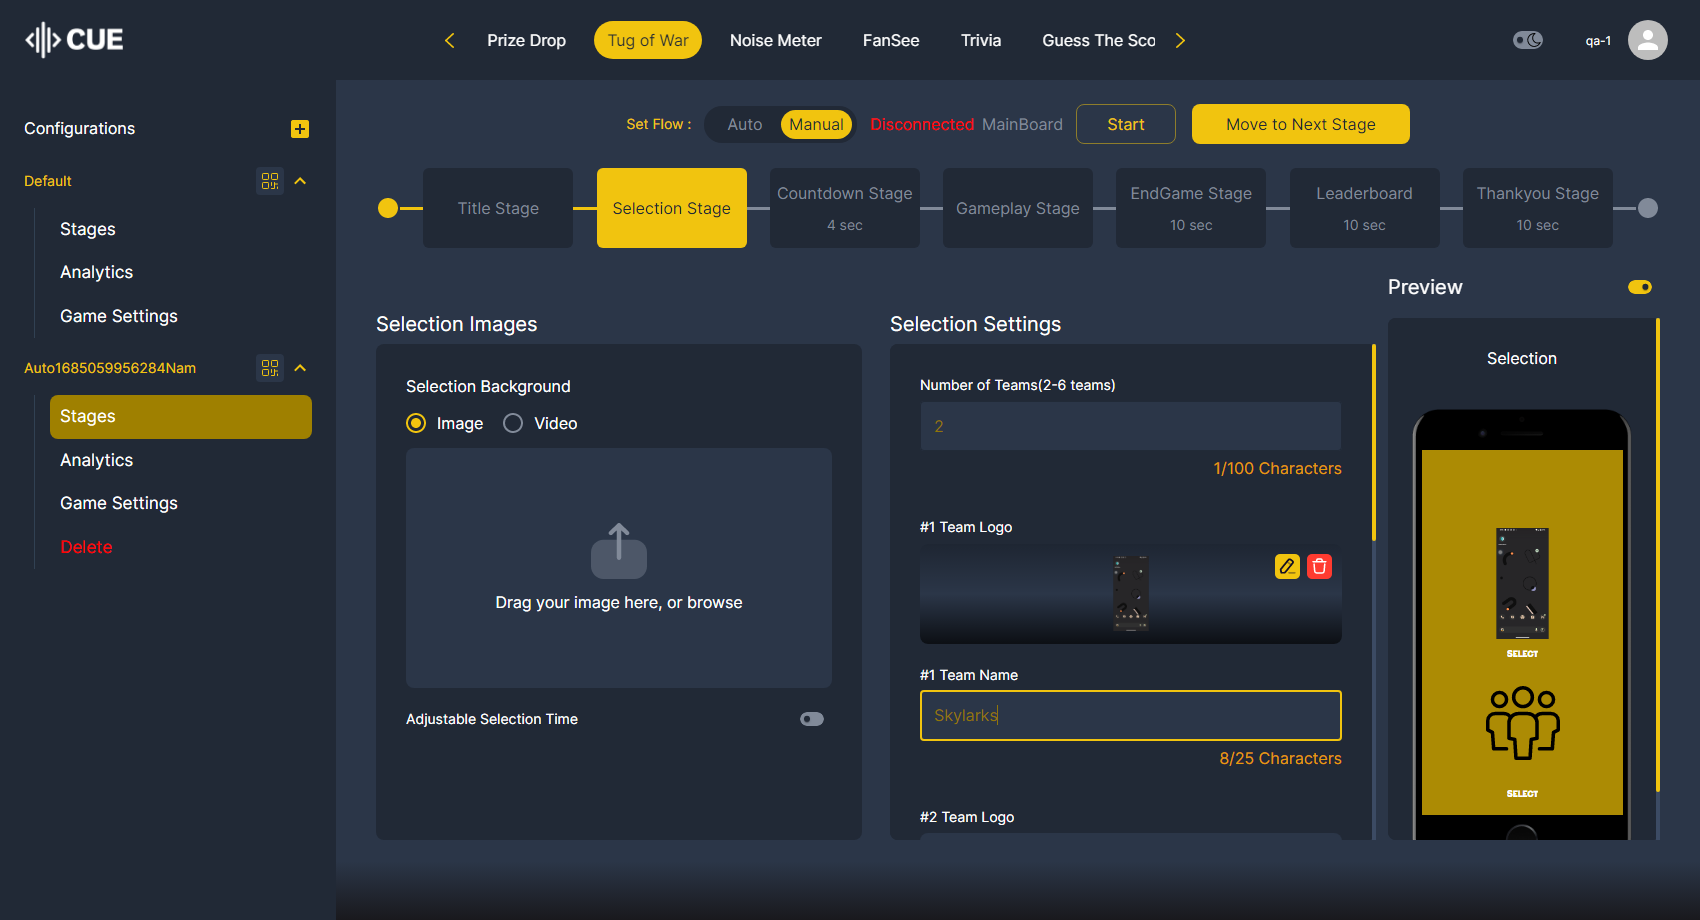 CUE
Prize Drop
Tug of War
Noise Meter
FanSee
Trivia
Guess The Sco
qa-1
Configurations
Default
Stages
Analytics
Game Settings
Auto1685059956284Nam
Stages
Analytics
Game Settings
Delete
Set Flow :
Auto
Manual
Disconnected MainBoard
Start
Move to Next Stage
Title Stage
Selection Stage
Countdown Stage
4 sec
Gameplay Stage
EndGame Stage
10 sec
Leaderboard
10 sec
Thankyou Stage
10 sec
Selection Images
Selection Background
Image
Video
Drag your image here, or browse
Adjustable Selection Time
Selection Settings
Number of Teams(2-6 teams)
2
1/100 Characters
#1 Team Logo
#1 Team Name
Skylarks
8/25 Characters
#2 Team Logo
Preview
Selection
SELECT
SELECT